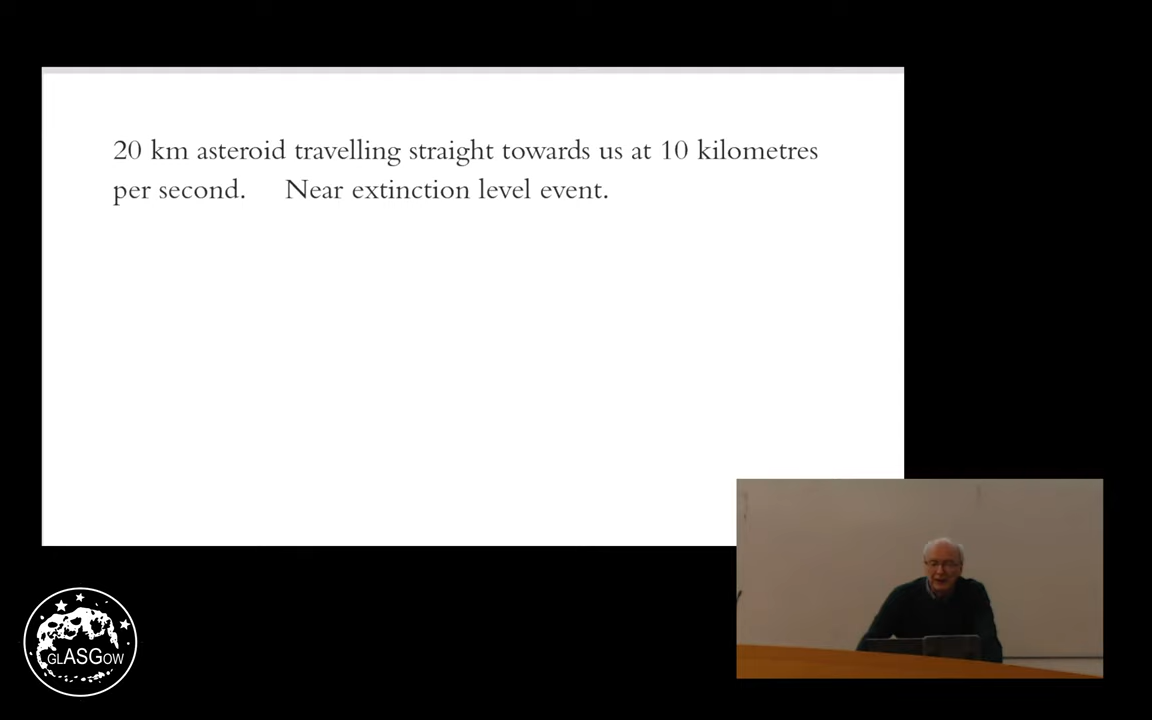 20 km asteroid travelling straight towards us at 10 kilometres
per second. Near extinction level event.
GLASGOW